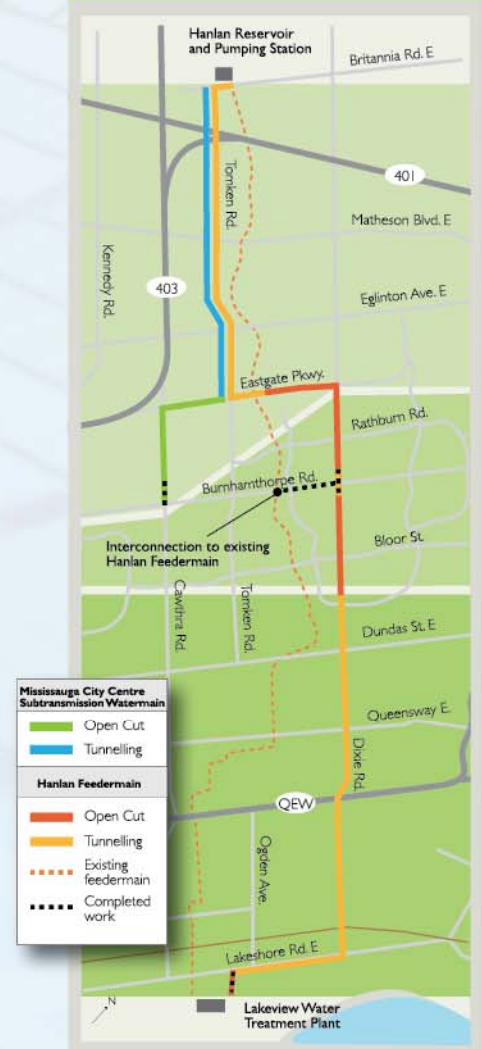 Hanlan Reservoir
and Pumping Station
Britannia Rd. E
401
Tomken Rd.
Matheson Blvd. E
Kennedy Rd.
403
Eglinton Ave. E
Eastgate Pkwy.
Rathburn Rd.
Burnhamthorpe Rd.
Interconnection to existing
Hanlan Feedermain
Bloor St.
Cawthra Rd.
Tomken Rd.
Dundas St. E
Mississauga City Centre
Subtransmission Watermain
Open Cut
Tunnelling
Hanlan Feedermain
Open Cut
Tunnelling
Existing
feedermain
Completed
work
Queensway E.
Dixie Rd.
QEW
Ogden Ave.
Lakeshore Rd. E
N
Lakeview Water
Treatment Plant